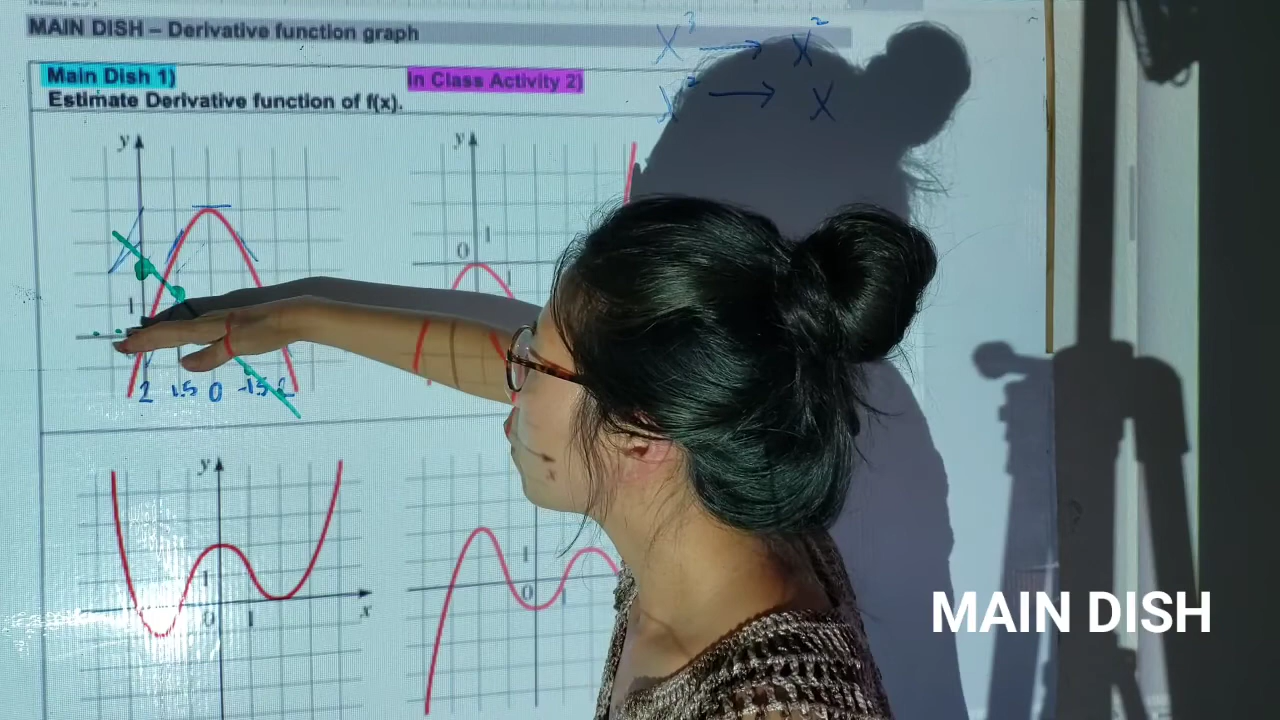 MAIN DISH – Derivative function graph
x³ → x²
Main Dish 1)
In Class Activity 2)
x² → x
Estimate Derivative function of f(x).
y
y
1
0
1
1
2 1.5 0 -1.5 -2
x
y
1
1
0
1
0
1
x
MAIN DISH